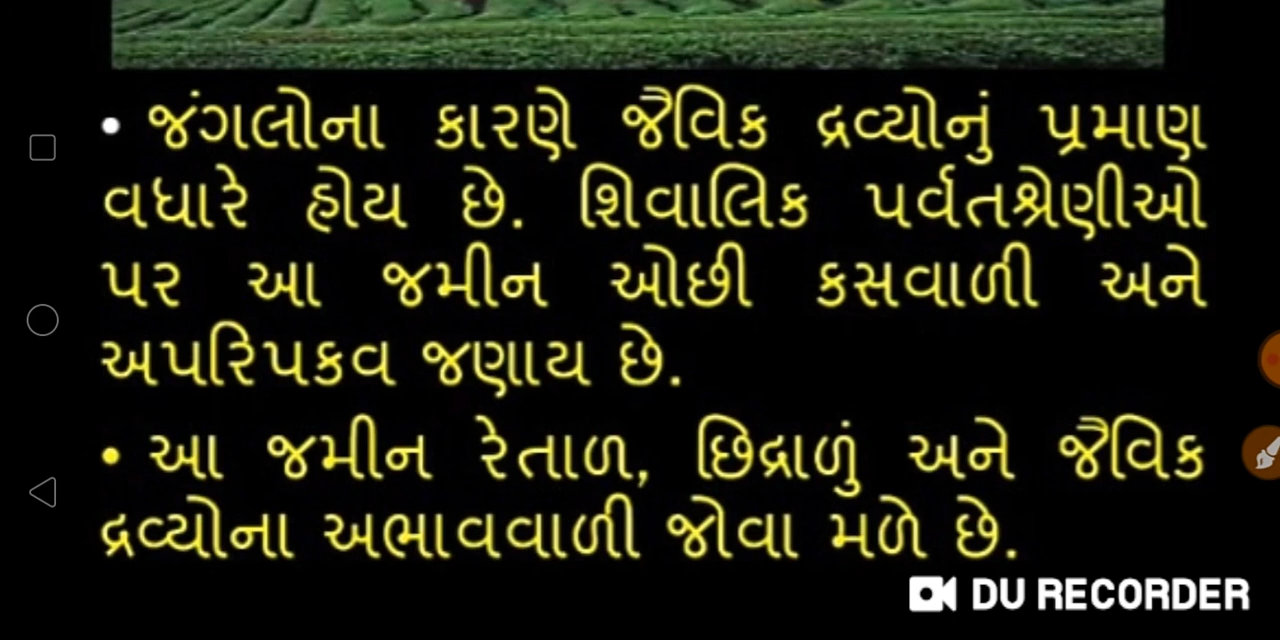 • જંગલોના કારણે જૈવિક દ્રવ્યોનું પ્રમાણ
વધારે હોય છે. શિવાલિક પર્વતશ્રેણીઓ
પર આ જમીન ઓછી કસવાળી અને
અપરિપકવ જણાય છે.
• આ જમીન રેતાળ, છિદ્રાળું અને જૈવિક
દ્રવ્યોના અભાવવાળી જોવા મળે છે.
DU RECORDER